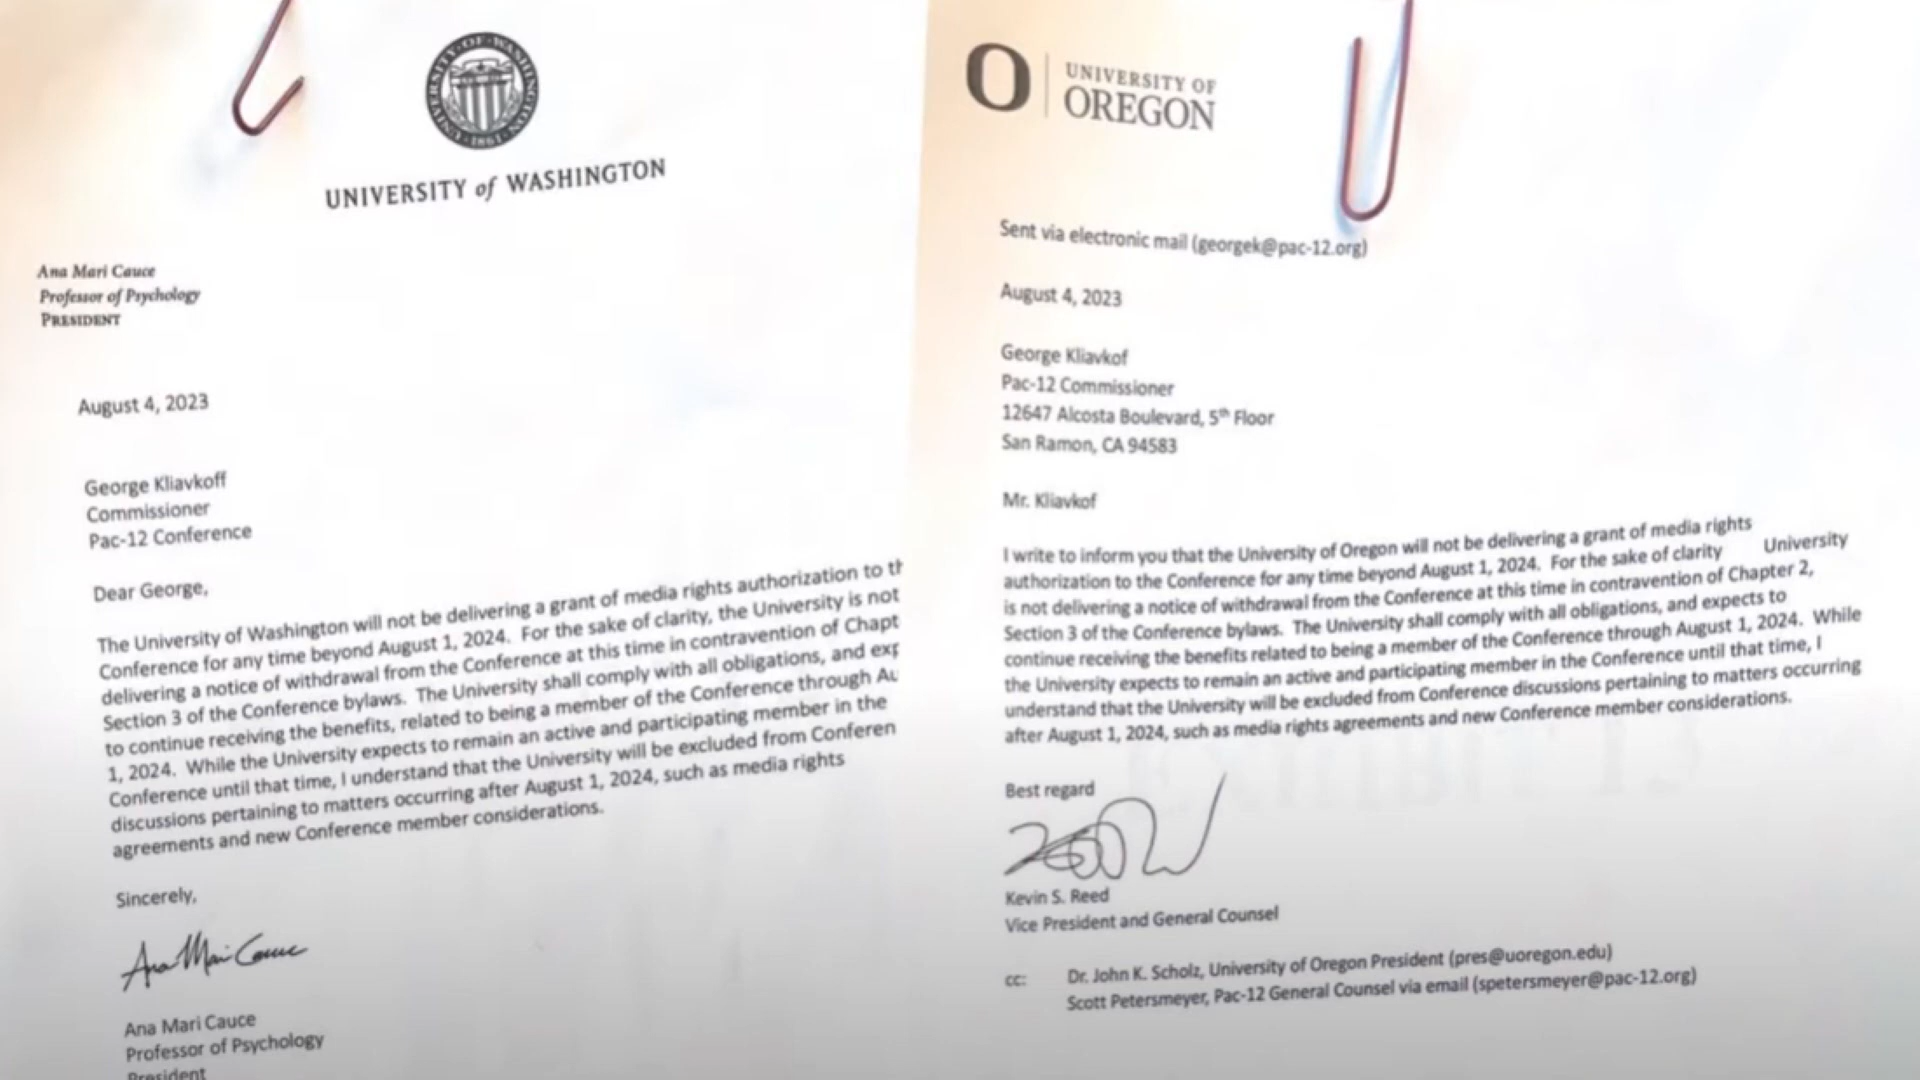 UNIVERSITY OF WASHINGTON
1861
UNIVERSITY of WASHINGTON
Ana Mari Cauce
Professor of Psychology
PRESIDENT
August 4, 2023
George Kliavkoff
Commissioner
Pac-12 Conference
Dear George,
The University of Washington will not be delivering a grant of media rights authorization to th
Conference for any time beyond August 1, 2024. For the sake of clarity, the University is not
delivering a notice of withdrawal from the Conference at this time in contravention of Chapt
Section 3 of the Conference bylaws. The University shall comply with all obligations, and exp
to continue receiving the benefits, related to being a member of the Conference through Au
1, 2024. While the University expects to remain an active and participating member in the
Conference until that time, I understand that the University will be excluded from Conferen
discussions pertaining to matters occurring after August 1, 2024, such as media rights
agreements and new Conference member considerations.
Sincerely,
Ana Mari Cauce
Ana Mari Cauce
Professor of Psychology
President
O
UNIVERSITY OF
OREGON
Sent via electronic mail (georgek@pac-12.org)
August 4, 2023
George Kliavkof
Pac-12 Commissioner
12647 Alcosta Boulevard, 5th Floor
San Ramon, CA 94583
Mr. Kliavkof
I write to inform you that the University of Oregon will not be delivering a grant of media rights
authorization to the Conference for any time beyond August 1, 2024. For the sake of clarity University
is not delivering a notice of withdrawal from the Conference at this time in contravention of Chapter 2,
Section 3 of the Conference bylaws. The University shall comply with all obligations, and expects to
continue receiving the benefits related to being a member of the Conference through August 1, 2024. While
the University expects to remain an active and participating member in the Conference until that time, I
understand that the University will be excluded from Conference discussions pertaining to matters occurring
after August 1, 2024, such as media rights agreements and new Conference member considerations.
Best regard
Kevin S. Reed
Vice President and General Counsel
cc: Dr. John K. Scholz, University of Oregon President (pres@uoregon.edu)
Scott Petersmeyer, Pac-12 General Counsel via email (spetersmeyer@pac-12.org)